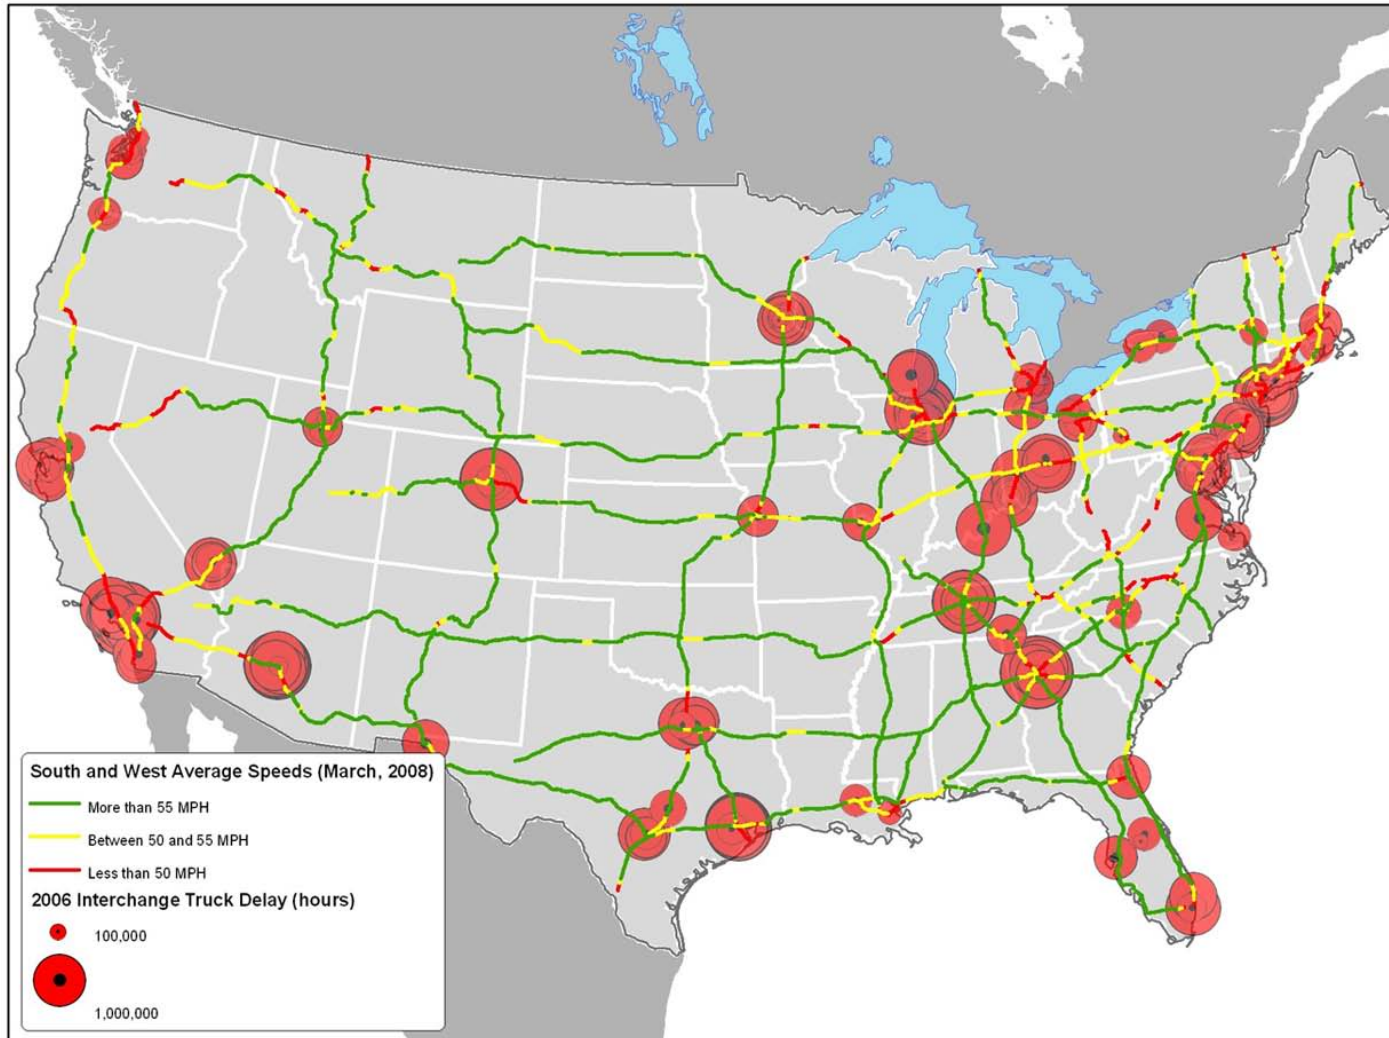 South and West Average Speeds (March, 2008)
More than 55 MPH
Between 50 and 55 MPH
Less than 50 MPH
2006 Interchange Truck Delay (hours)
100,000
1,000,000